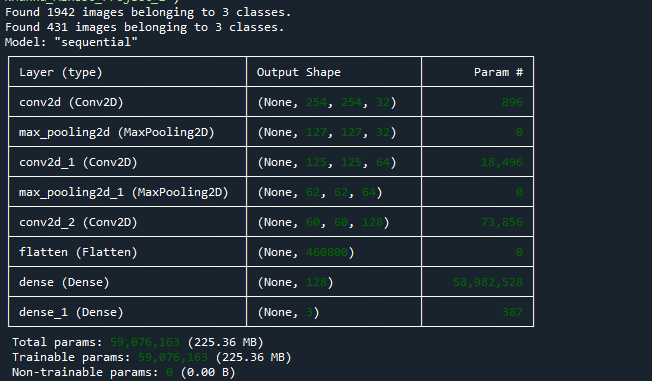 Found 1942 images belonging to 3 classes.
Found 431 images belonging to 3 classes.
Model: "sequential"
Layer (type) Output Shape Param #
conv2d (Conv2D) (None, 254, 254, 32) 896
max_pooling2d (MaxPooling2D) (None, 127, 127, 32) 0
conv2d_1 (Conv2D) (None, 125, 125, 64) 18,496
max_pooling2d_1 (MaxPooling2D) (None, 62, 62, 64) 0
conv2d_2 (Conv2D) (None, 60, 60, 128) 73,856
flatten (Flatten) (None, 460800) 0
dense (Dense) (None, 128) 58,982,528
dense_1 (Dense) (None, 3) 387
Total params: 59,076,163 (225.36 MB)
Trainable params: 59,076,163 (225.36 MB)
Non-trainable params: 0 (0.00 B)